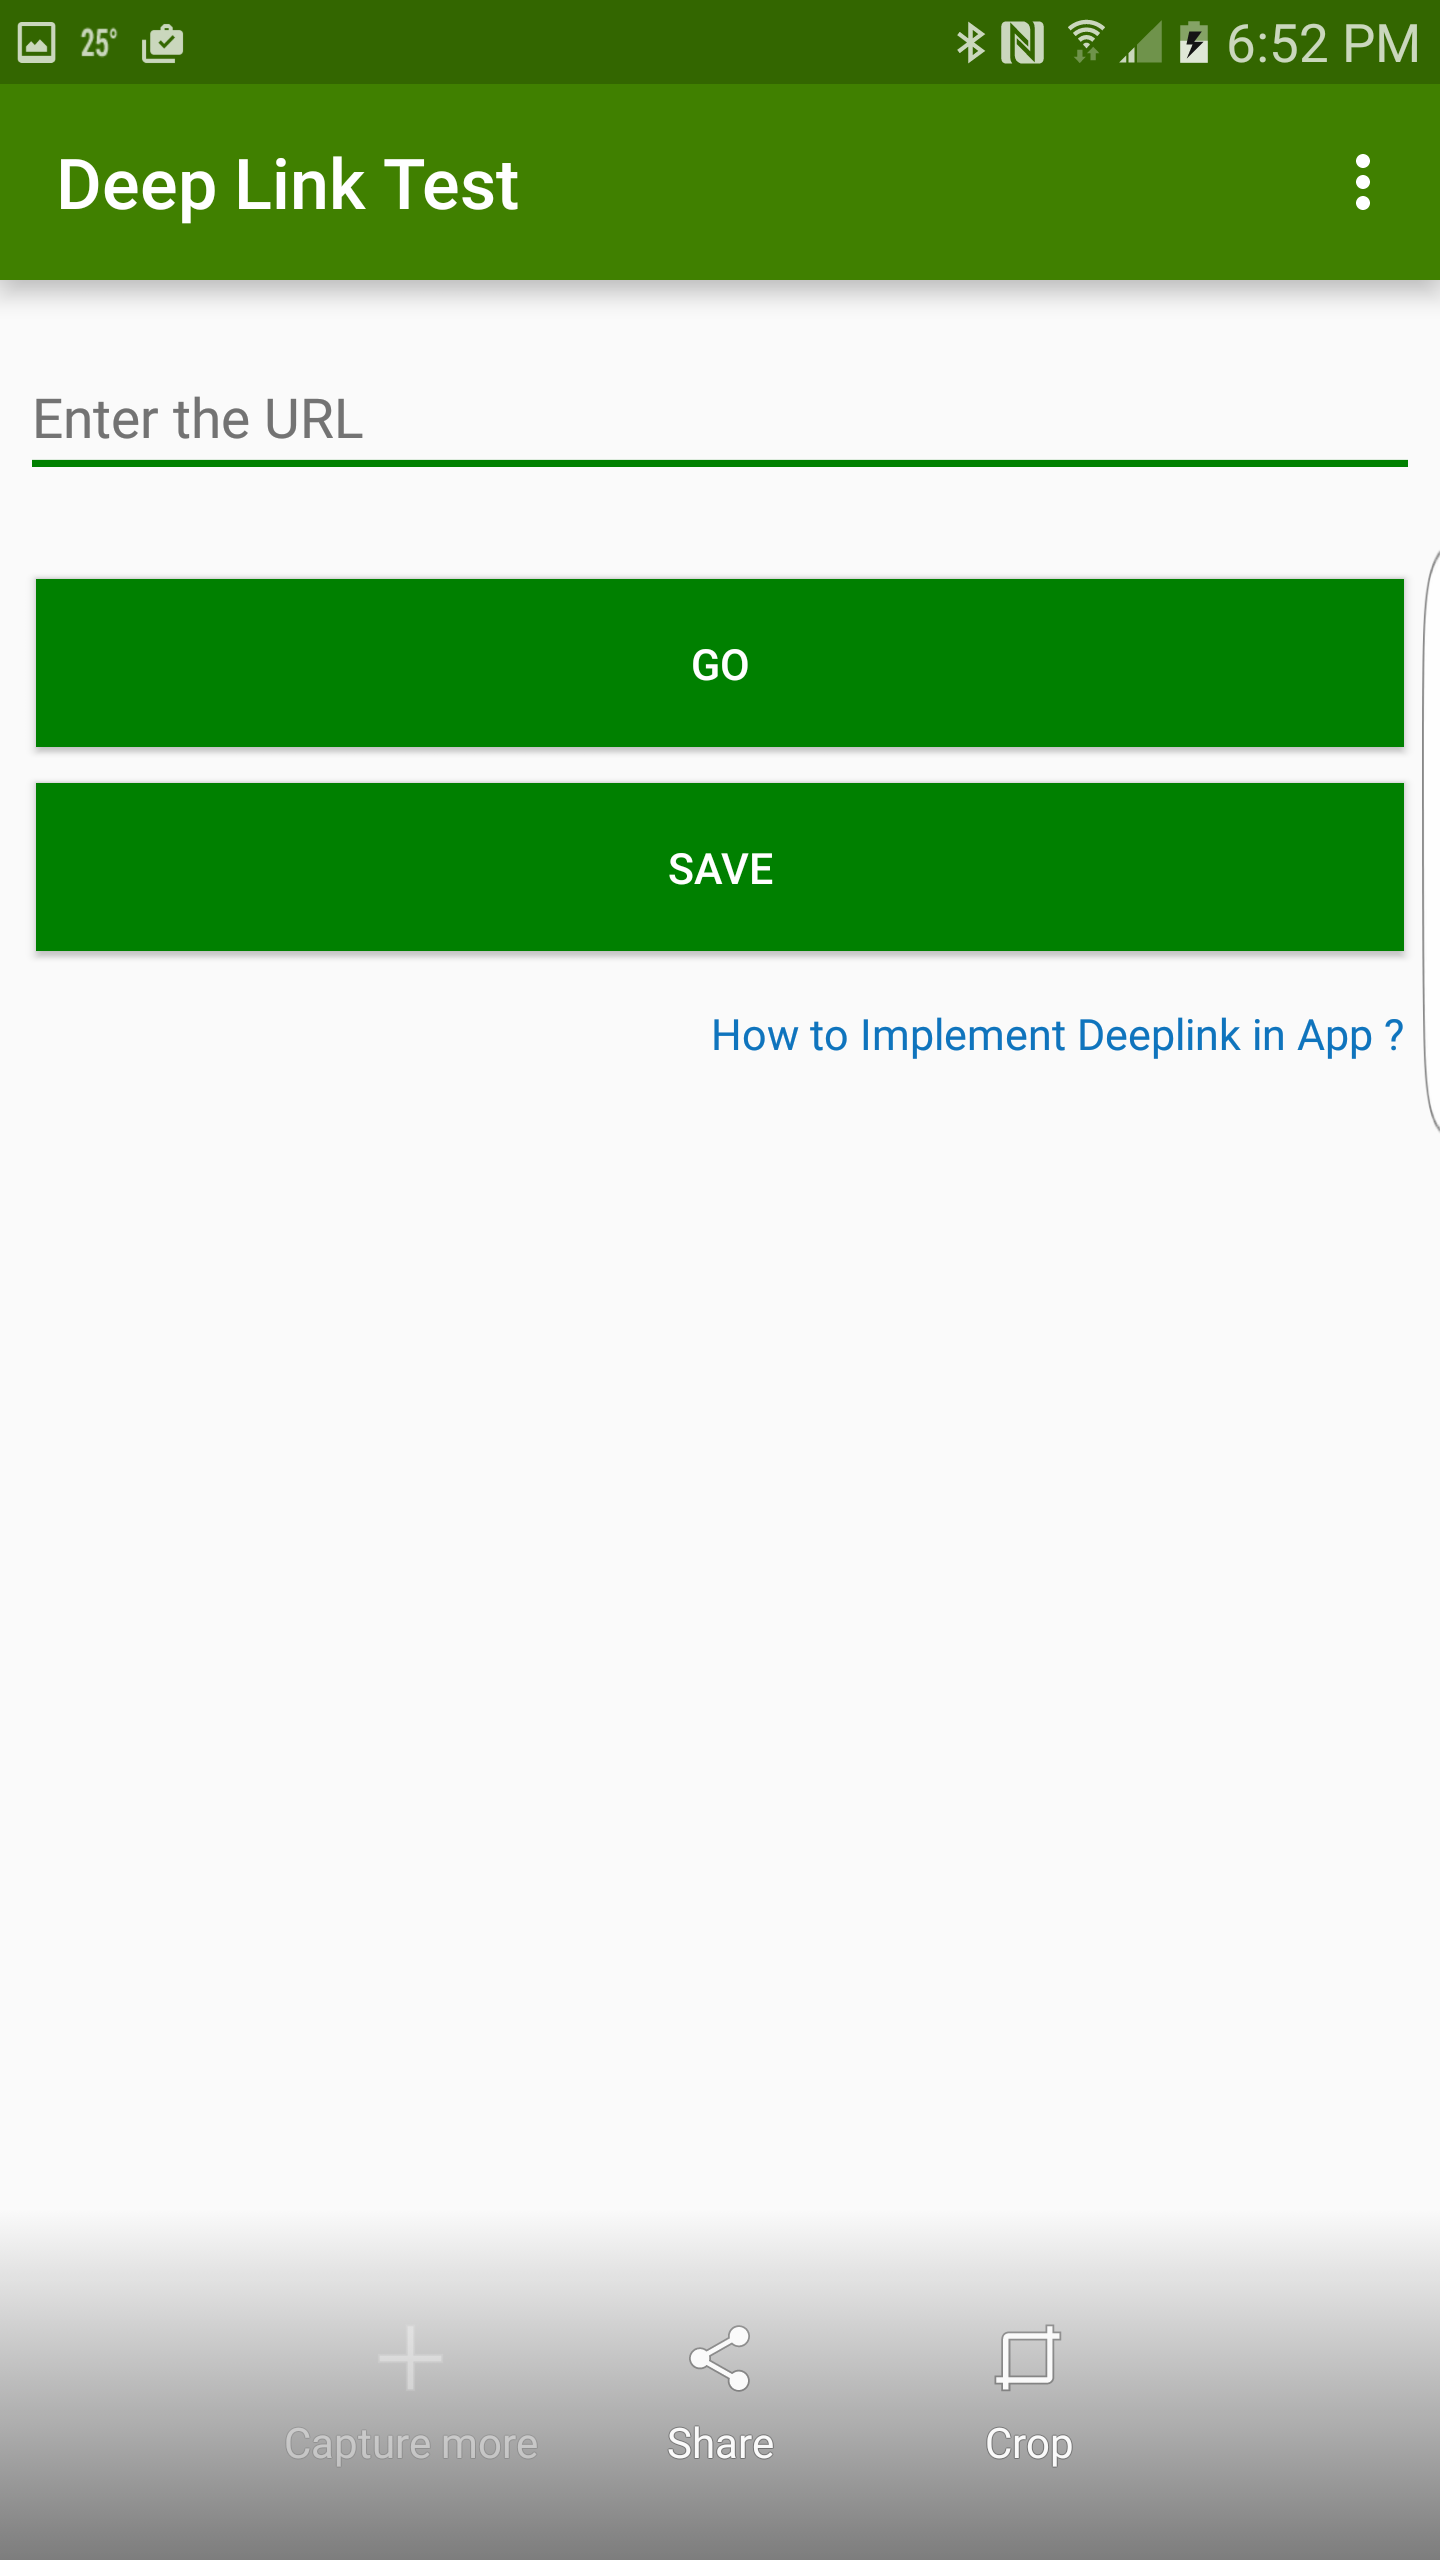 25° 6:52 PM
Deep Link Test
Enter the URL
GO
SAVE
How to Implement Deeplink in App ?
Capture more Share Crop